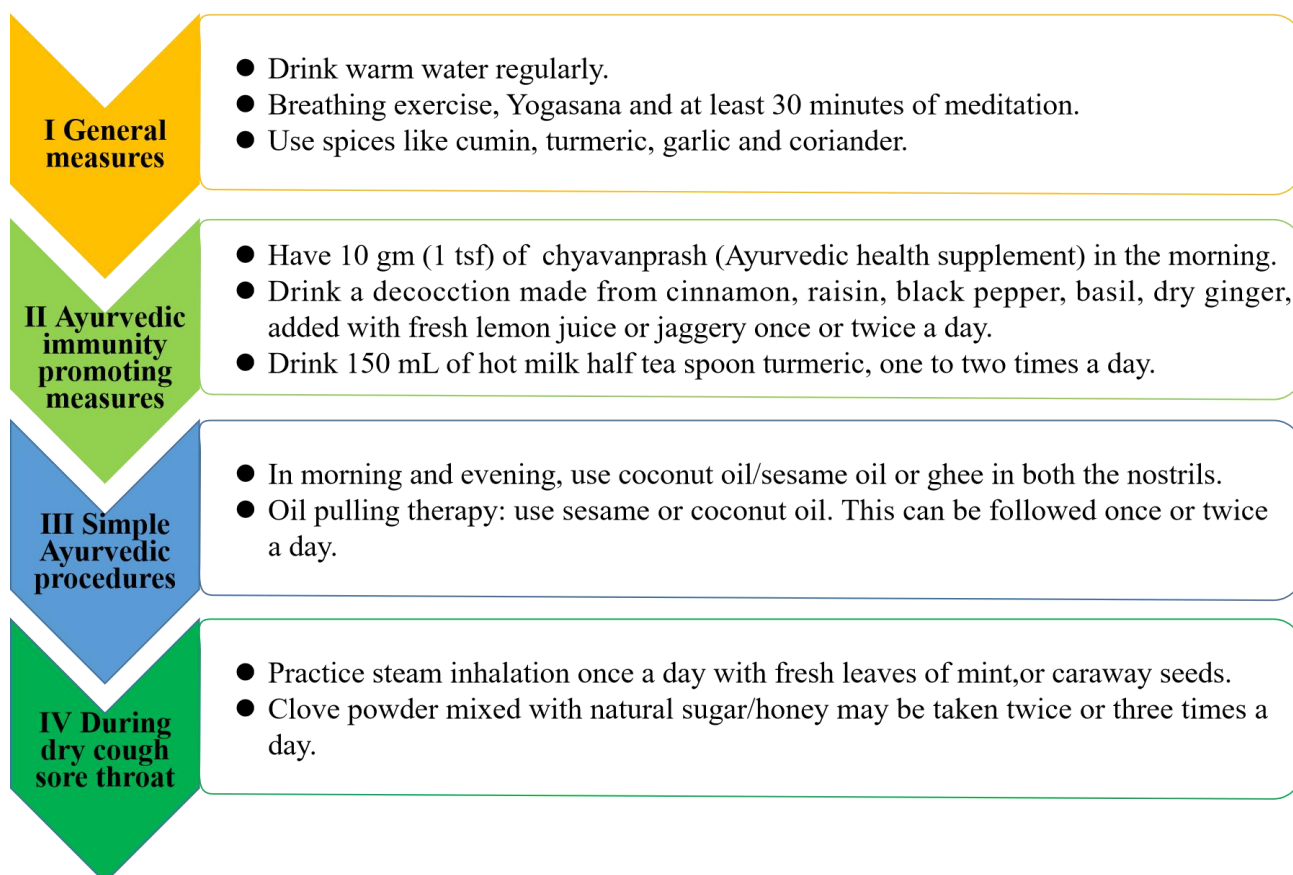 I General
measures
● Drink warm water regularly.
● Breathing exercise, Yogasana and at least 30 minutes of meditation.
● Use spices like cumin, turmeric, garlic and coriander.
II Ayurvedic
immunity
promoting
measures
● Have 10 gm (1 tsf) of chyavanprash (Ayurvedic health supplement) in the morning.
● Drink a decocction made from cinnamon, raisin, black pepper, basil, dry ginger,
added with fresh lemon juice or jaggery once or twice a day.
● Drink 150 mL of hot milk half tea spoon turmeric, one to two times a day.
III Simple
Ayurvedic
procedures
● In morning and evening, use coconut oil/sesame oil or ghee in both the nostrils.
● Oil pulling therapy: use sesame or coconut oil. This can be followed once or twice
a day.
IV During
dry cough
sore throat
● Practice steam inhalation once a day with fresh leaves of mint,or caraway seeds.
● Clove powder mixed with natural sugar/honey may be taken twice or three times a
day.